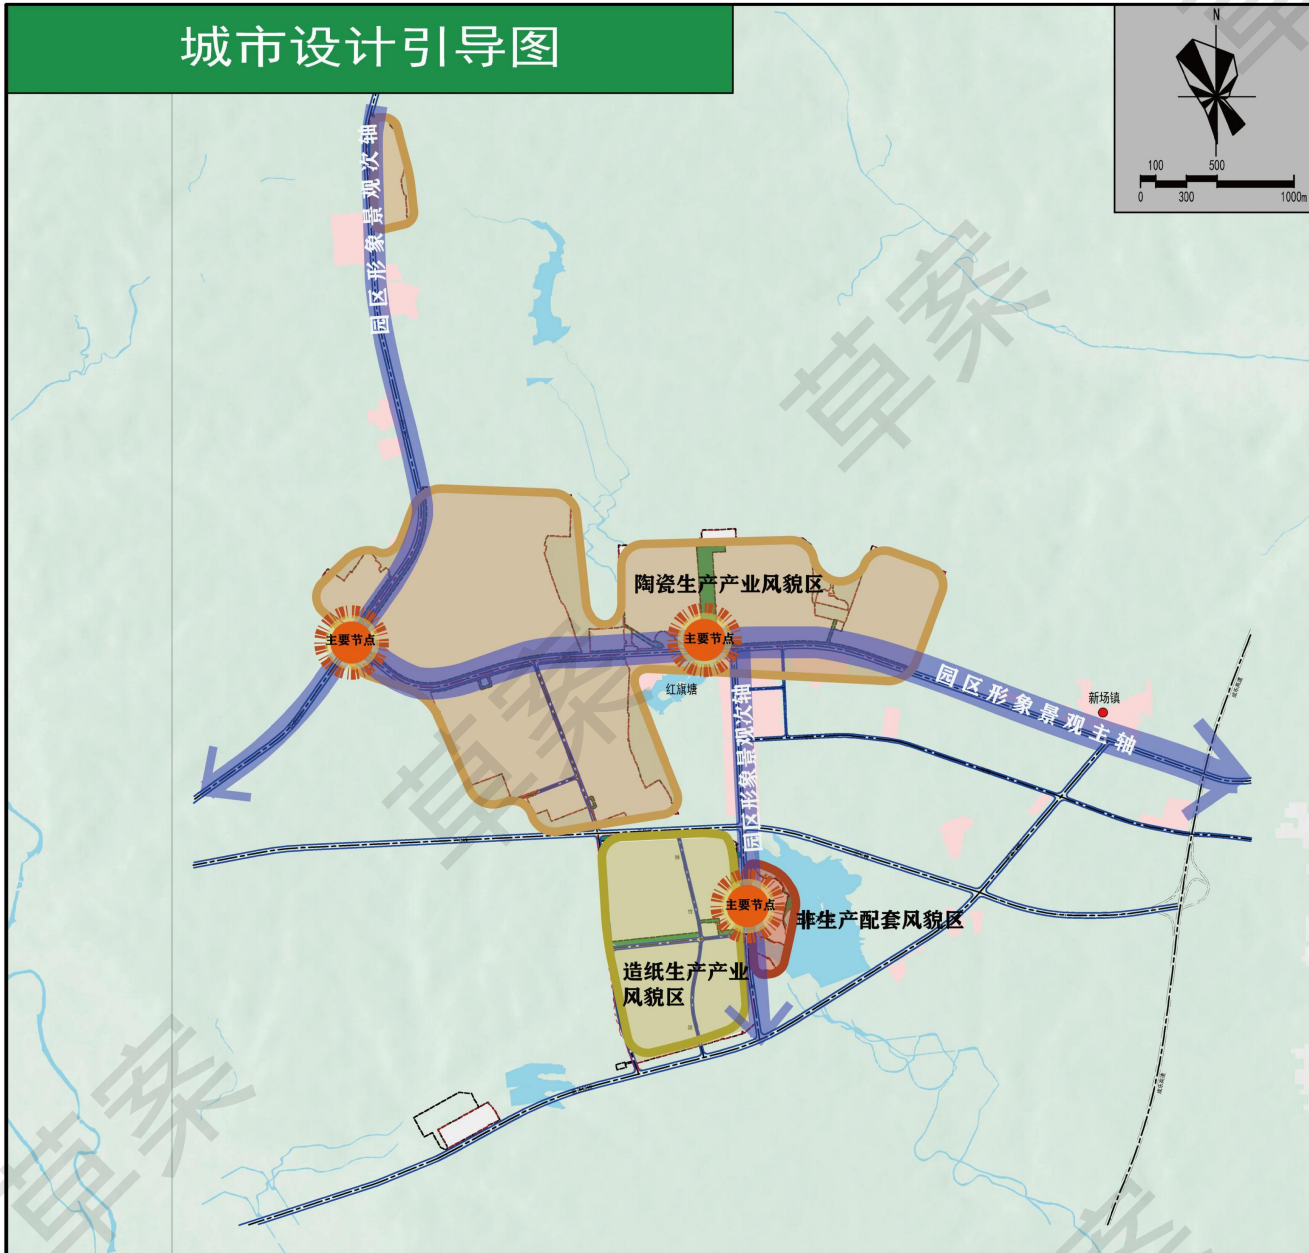 城市设计引导图
N
100
500
0
300
1000m
草案
园区形象景观次轴
草案
陶瓷生产产业风貌区
主要节点
主要节点
红旗塘
园区形象景观主轴
新场镇
园区形象景观次轴
草案
主要节点
非生产配套风貌区
造纸生产产业
风貌区
草案
草案